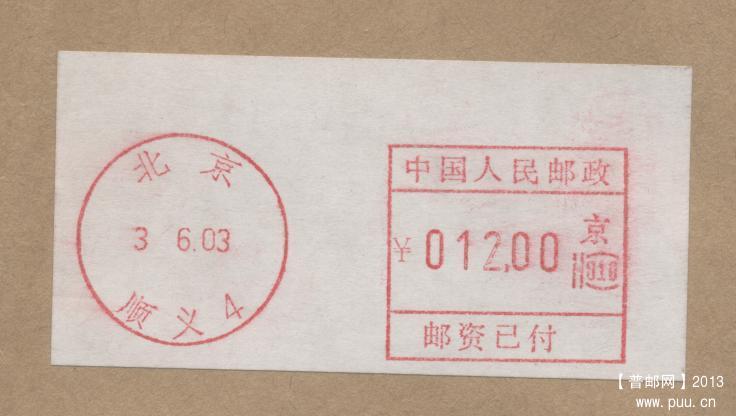 北京
3 6.03
顺义 4
中国人民邮政
¥ 012.00
京
邮资已付
【普邮网】2013
www.puu.cn